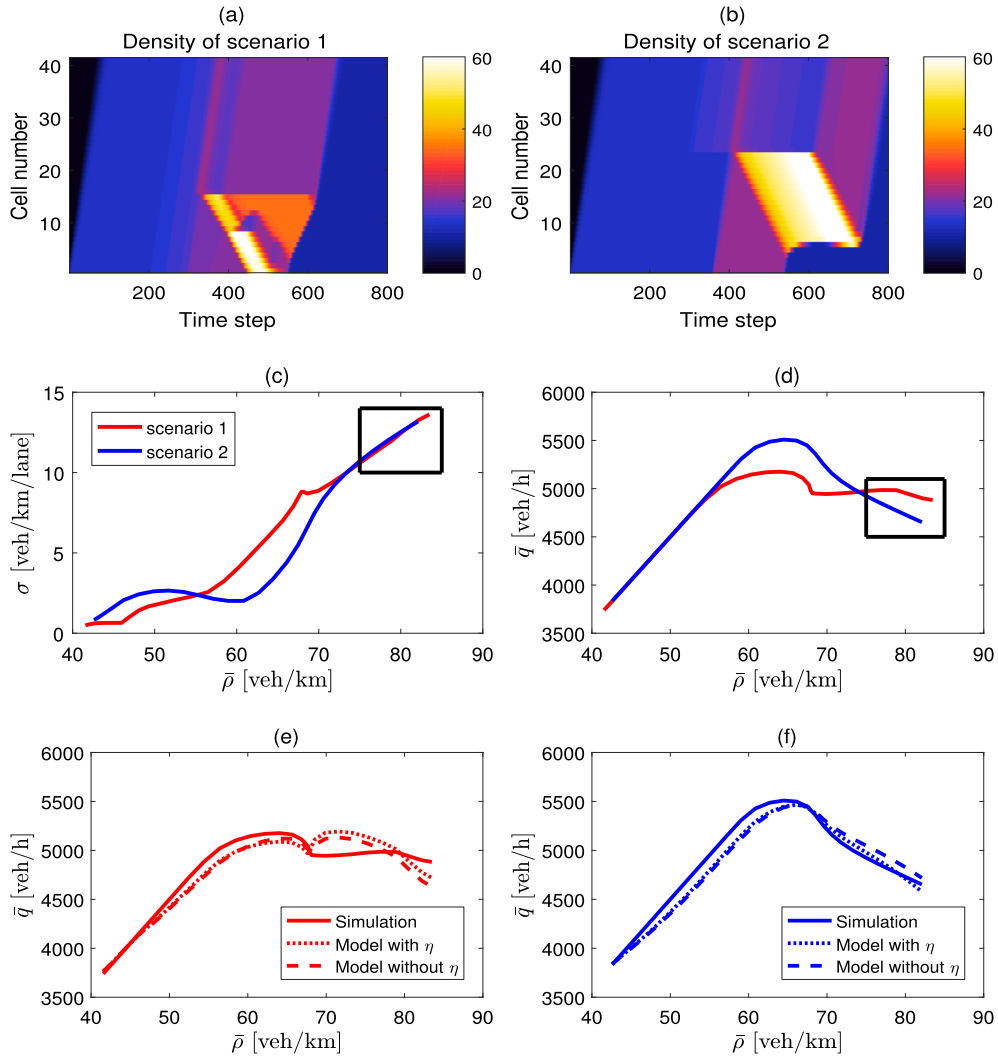 (a)
Density of scenario 1
Cell number
40
30
20
10
200
400
600
800
Time step
60
40
20
0
(b)
Density of scenario 2
Cell number
40
30
20
10
200
400
600
800
Time step
60
40
20
0
(c)
σ [veh/km/lane]
15
10
5
0
scenario 1
scenario 2
40
50
60
70
80
90
ρ̄ [veh/km]
(d)
q̄ [veh/h]
6000
5500
5000
4500
4000
3500
40
50
60
70
80
90
ρ̄ [veh/km]
(e)
q̄ [veh/h]
6000
5500
5000
4500
4000
3500
Simulation
Model with η
Model without η
40
50
60
70
80
90
ρ̄ [veh/km]
(f)
q̄ [veh/h]
6000
5500
5000
4500
4000
3500
Simulation
Model with η
Model without η
40
50
60
70
80
90
ρ̄ [veh/km]